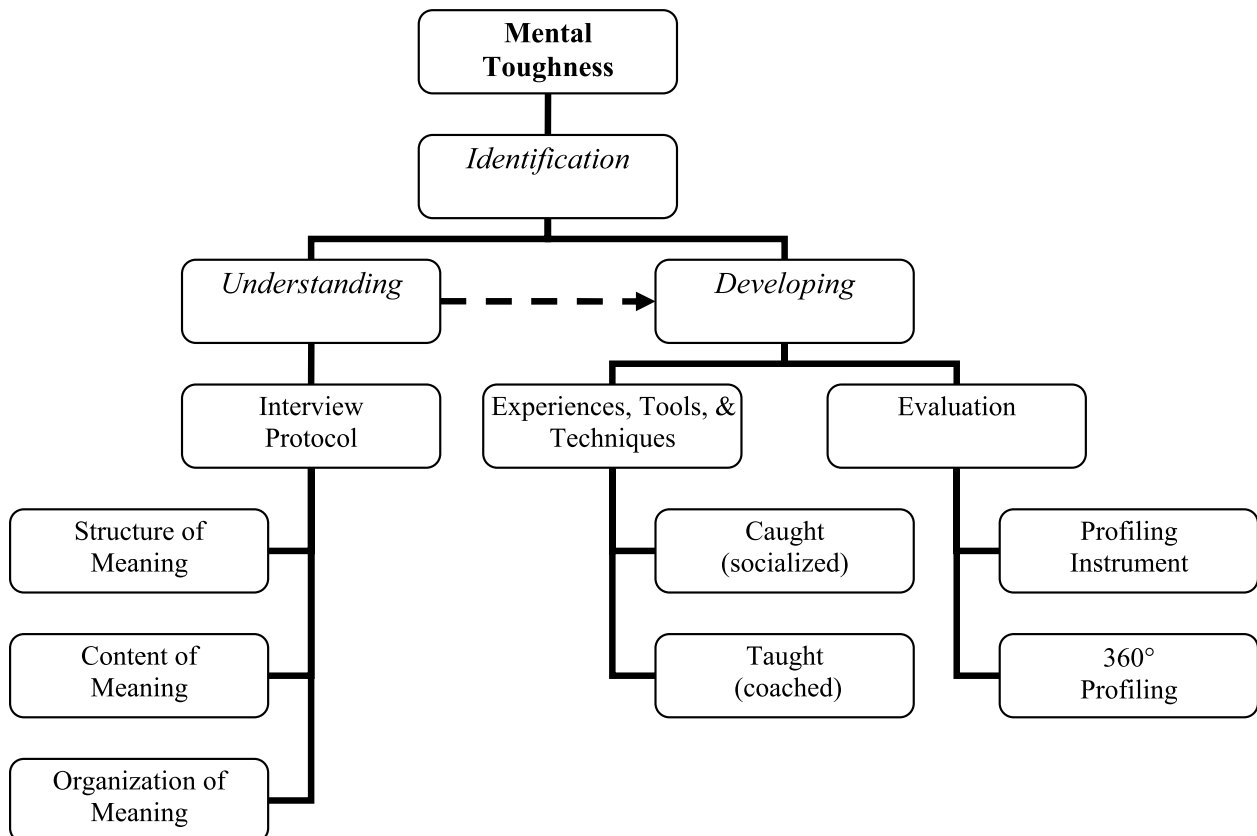 Mental
Toughness
Identification
Understanding
Developing
Interview
Protocol
Experiences, Tools, &
Techniques
Evaluation
Structure of
Meaning
Caught
(socialized)
Profiling
Instrument
Content of
Meaning
Taught
(coached)
360°
Profiling
Organization of
Meaning